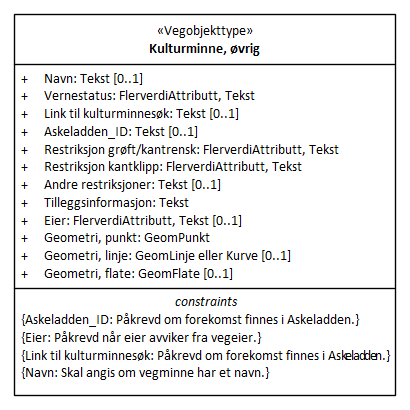 «Vegobjekttype»
Kulturminne, øvrig
+ Navn: Tekst [0..1]
+ Vernestatus: FlerverdiAttributt, Tekst
+ Link til kulturminnesøk: Tekst [0..1]
+ Askeladden_ID: Tekst [0..1]
+ Restriksjon grøft/kantrensk: FlerverdiAttributt, Tekst
+ Restriksjon kantklipp: FlerverdiAttributt, Tekst
+ Andre restriksjoner: Tekst [0..1]
+ Tilleggsinformasjon: Tekst
+ Eier: FlerverdiAttributt, Tekst [0..1]
+ Geometri, punkt: GeomPunkt
+ Geometri, linje: GeomLinje eller Kurve [0..1]
+ Geometri, flate: GeomFlate [0..1]
constraints
{Askeladden_ID: Påkrevd om forekomst finnes i Askeladden.}
{Eier: Påkrevd når eier avviker fra vegeier.}
{Link til kulturminnesøk: Påkrevd om forekomst finnes i Askeladden.}
{Navn: Skal angis om vegminne har et navn.}